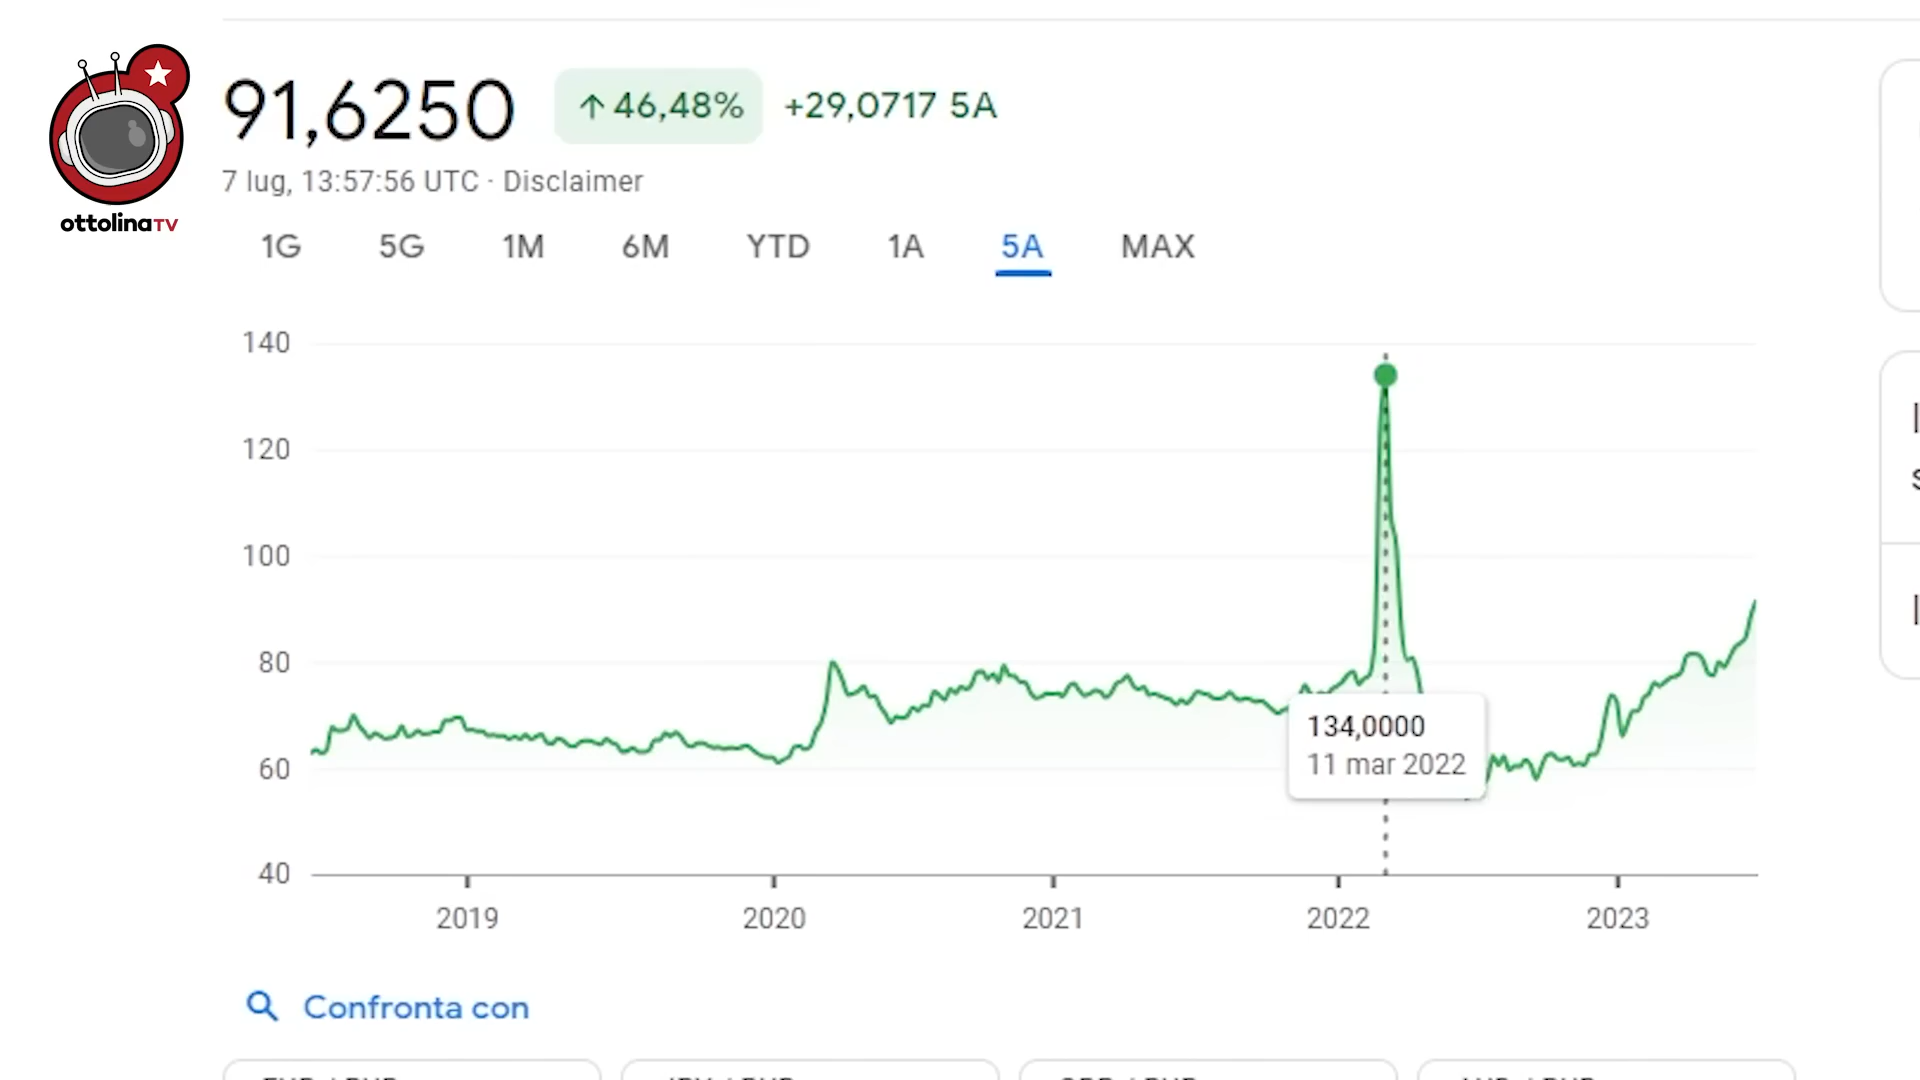 ottolinaTV
91,6250
↑ 46,48%
+29,0717 5A
7 lug, 13:57:56 UTC · Disclaimer
1G 5G 1M 6M YTD 1A 5A MAX
140
120
100
80
60
40
134,0000
11 mar 2022
2019 2020 2021 2022 2023
Confronta con